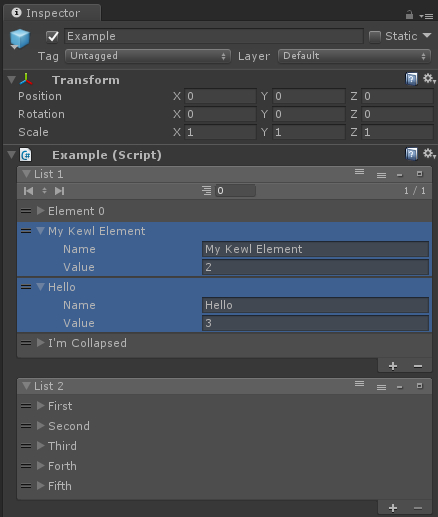 Inspector
Example Static
Tag Untagged Layer Default
Transform
Position X 0 Y 0 Z 0
Rotation X 0 Y 0 Z 0
Scale X 1 Y 1 Z 1
Example (Script)
List 1
0 1 / 1
Element 0
My Kewl Element
Name My Kewl Element
Value 2
Hello
Name Hello
Value 3
I'm Collapsed
List 2
First
Second
Third
Forth
Fifth